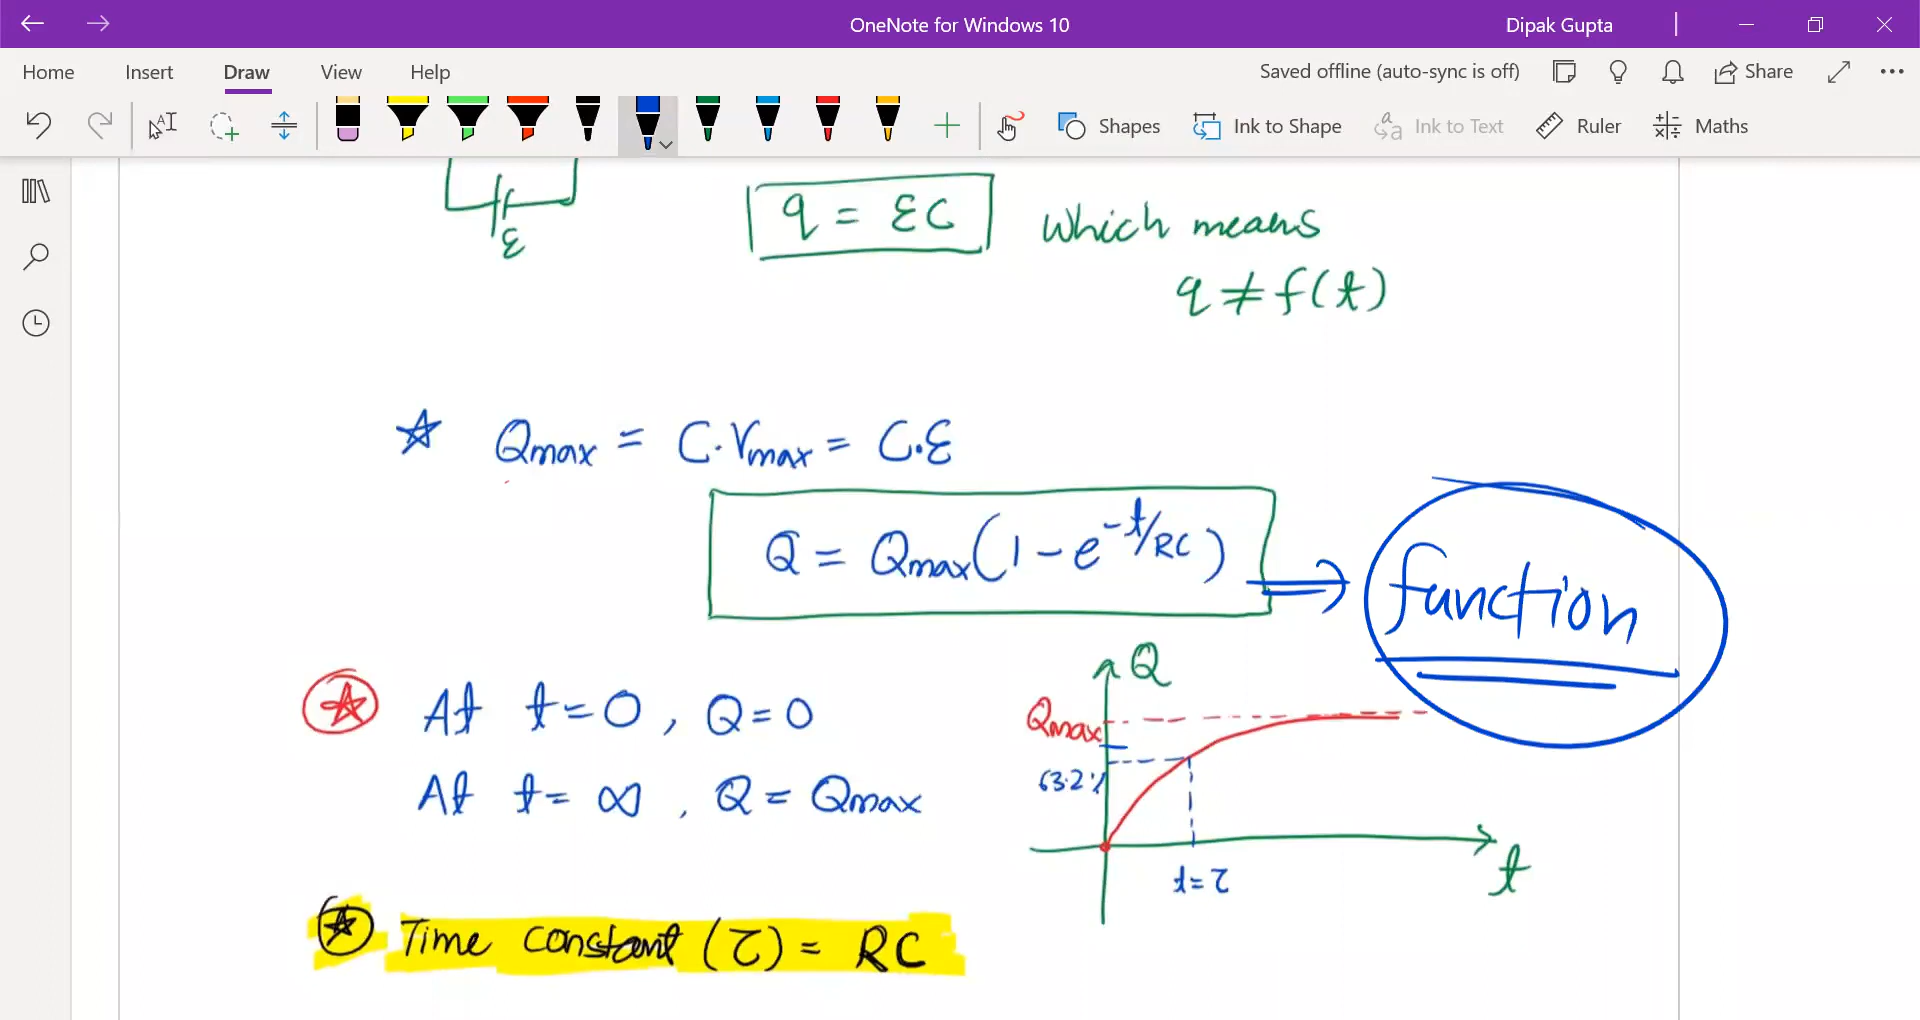 OneNote for Windows 10
Dipak Gupta
Home Insert Draw View Help
Saved offline (auto-sync is off)
Share
Shapes
Ink to Shape
Ink to Text
Ruler
Maths
ε
q = εC
which means
q ≠ f(t)
Qmax = C·Vmax = C·ε
Q = Qmax(1 - e^-t/RC) ⇒ function
At t=0, Q=0
At t= ∞, Q = Qmax
Q
Qmax
63.2%
t=τ
t
Time constant (τ) = RC